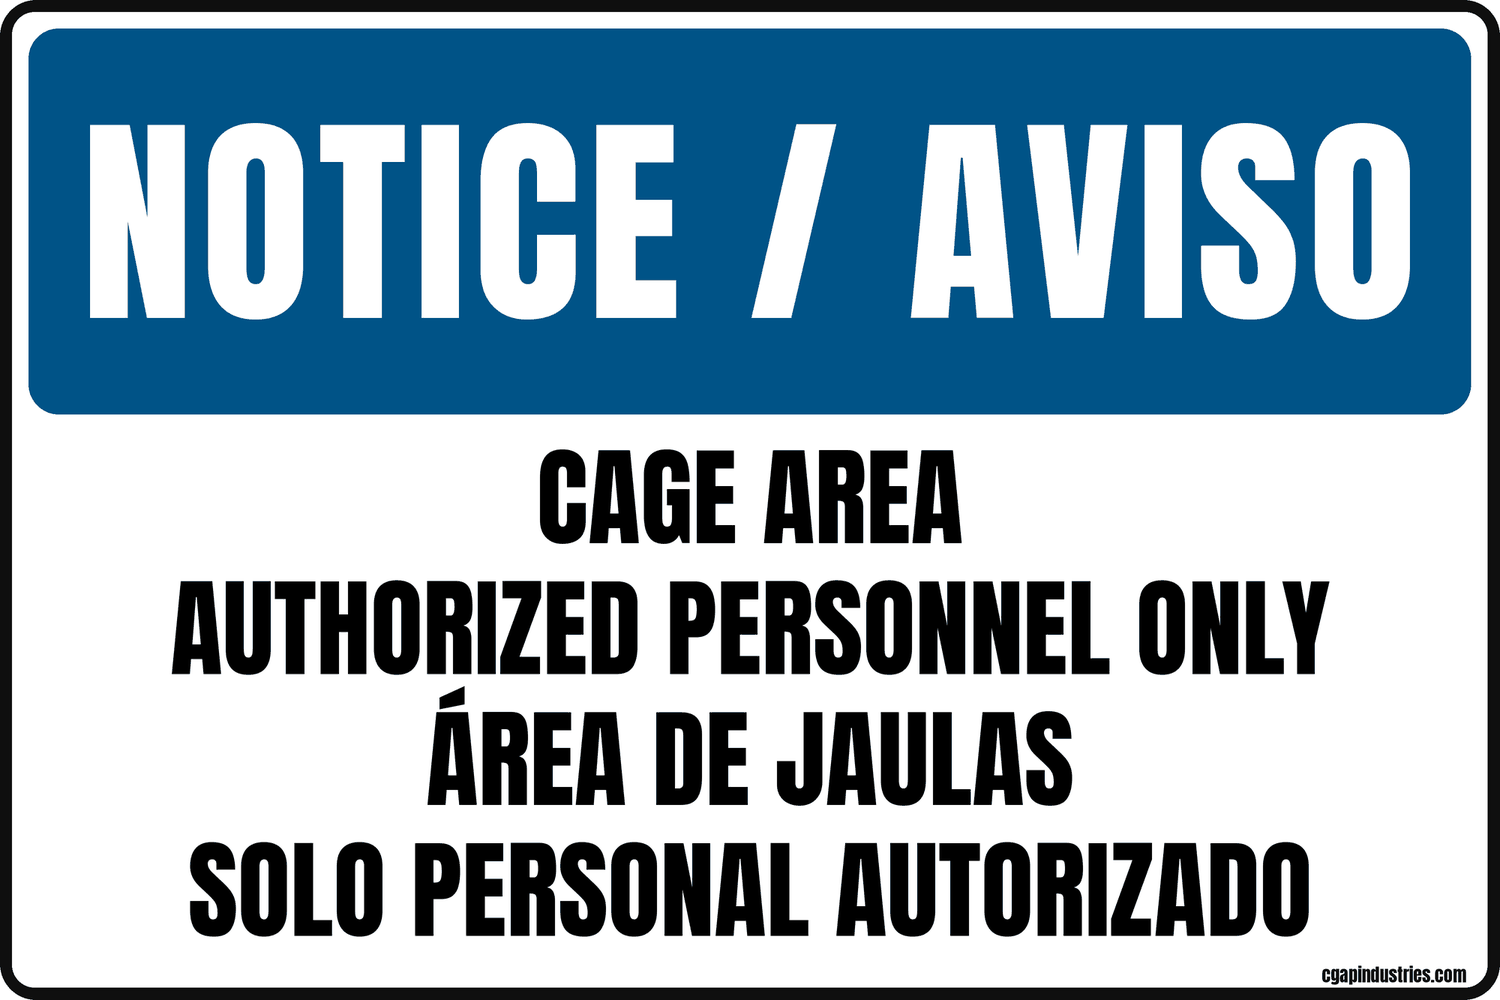 NOTICE / AVISO
CAGE AREA
AUTHORIZED PERSONNEL ONLY
ÁREA DE JAULAS
SOLO PERSONAL AUTORIZADO
cgapindustries.com